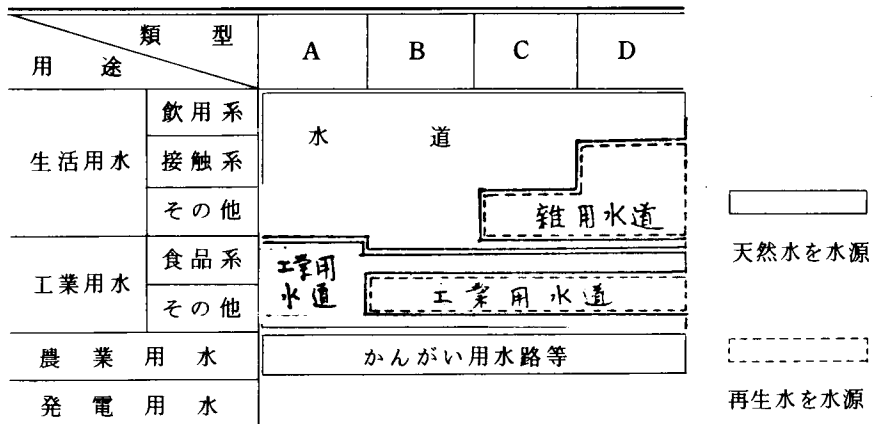 類型
用途
A B C D
生活用水
飲用系
接触系
その他
水道
雑用水道
工業用水
食品系
その他
工業用
水道
工業用水道
農業用水
かんがい用水路等
発電用水
天然水を水源
再生水を水源